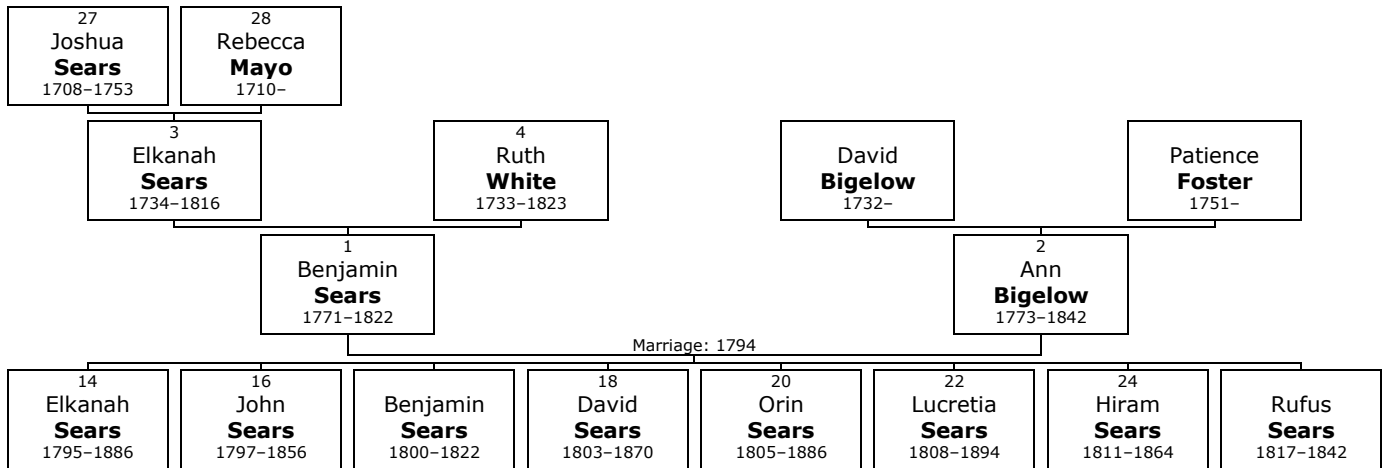 27
Joshua
Sears
1708–1753
28
Rebecca
Mayo
1710–
3
Elkanah
Sears
1734–1816
4
Ruth
White
1733–1823
David
Bigelow
1732–
Patience
Foster
1751–
1
Benjamin
Sears
1771–1822
2
Ann
Bigelow
1773–1842
Marriage: 1794
14
Elkanah
Sears
1795–1886
16
John
Sears
1797–1856
Benjamin
Sears
1800–1822
18
David
Sears
1803–1870
20
Orin
Sears
1805–1886
22
Lucretia
Sears
1808–1894
24
Hiram
Sears
1811–1864
Rufus
Sears
1817–1842